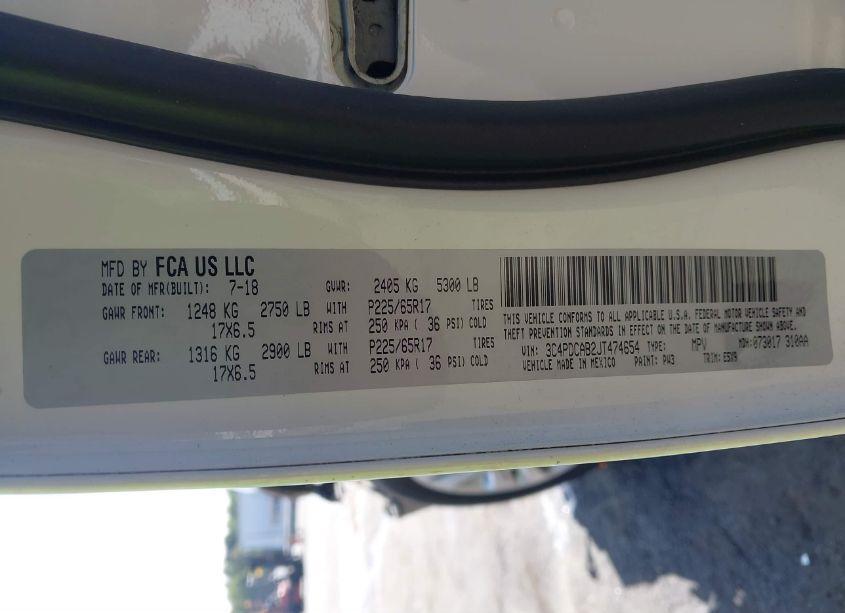 MFD BY FCA US LLC
DATE OF MFR(BUILT): 7-18 GVWR: 2405 KG 5300 LB
GAWR FRONT: 1248 KG 2750 LB WITH P225/65R17 TIRES
17X6.5 RIMS AT 250 KPA ( 36 PSI) COLD
GAWR REAR: 1316 KG 2900 LB WITH P225/65R17 TIRES
17X6.5 RIMS AT 250 KPA ( 36 PSI) COLD
THIS VEHICLE CONFORMS TO ALL APPLICABLE U.S.A. FEDERAL MOTOR VEHICLE SAFETY AND
THEFT PREVENTION STANDARDS IN EFFECT ON THE DATE OF MANUFACTURE SHOWN ABOVE.
VIN: 3C4PDCAB2JT474654 TYPE: MPV MDH: 073017 310AA
VEHICLE MADE IN MEXICO PAINT: PW3 TRIM: E5X9